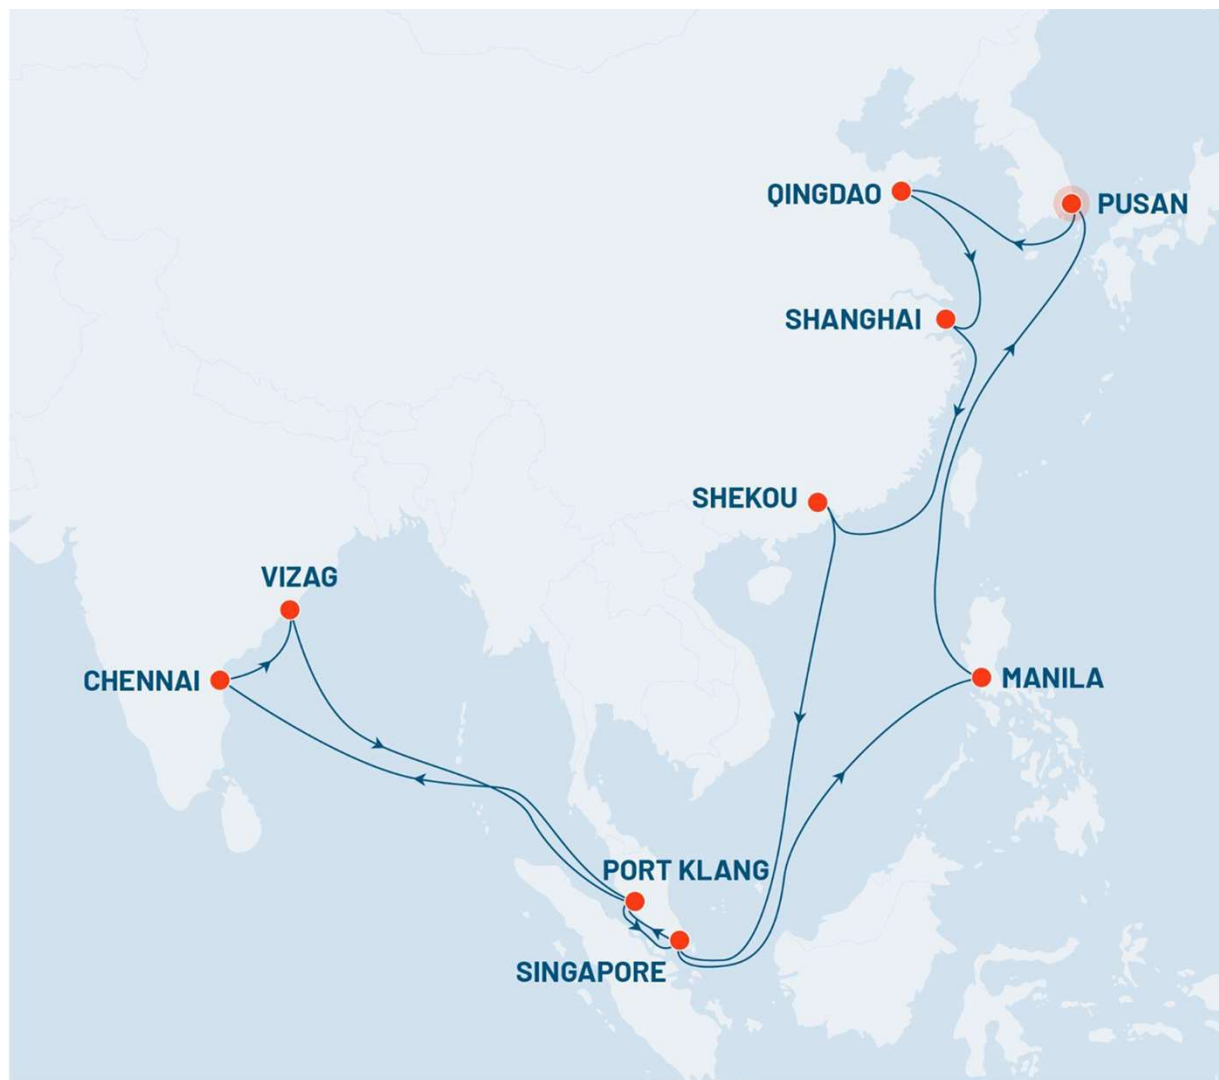 QINGDAO
PUSAN
SHANGHAI
SHEKOU
VIZAG
CHENNAI
MANILA
PORT KLANG
SINGAPORE